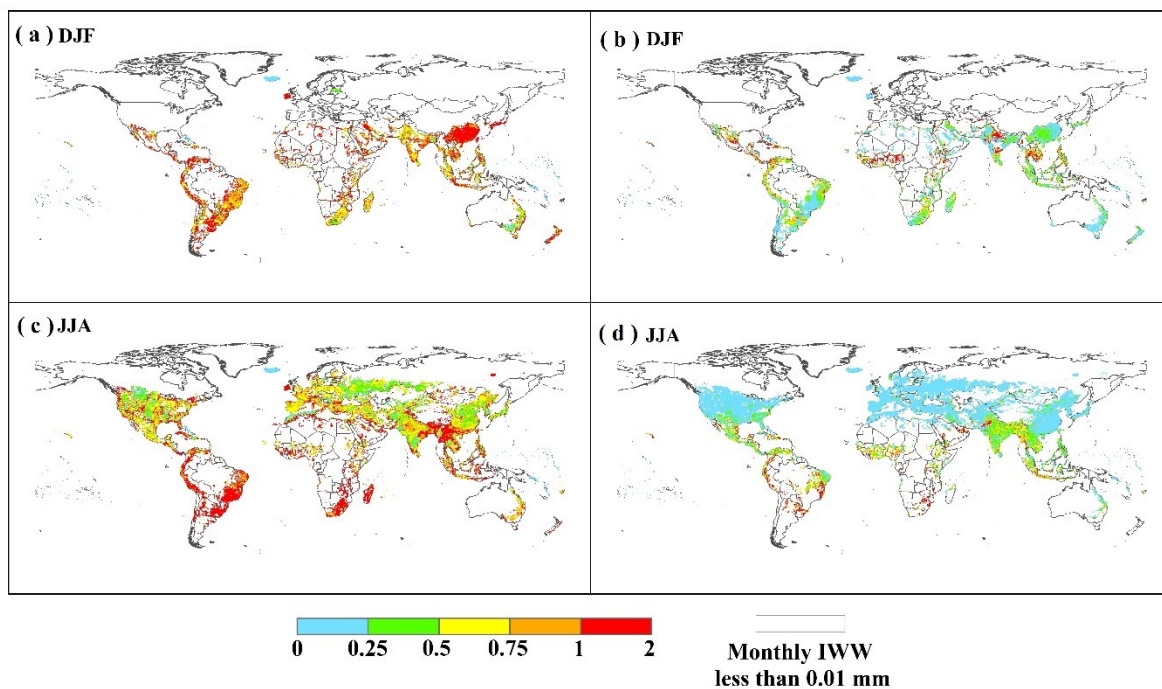 ( a ) DJF
( b ) DJF
( c ) JJA
( d ) JJA
0 0.25 0.5 0.75 1 2
Monthly IWW
less than 0.01 mm